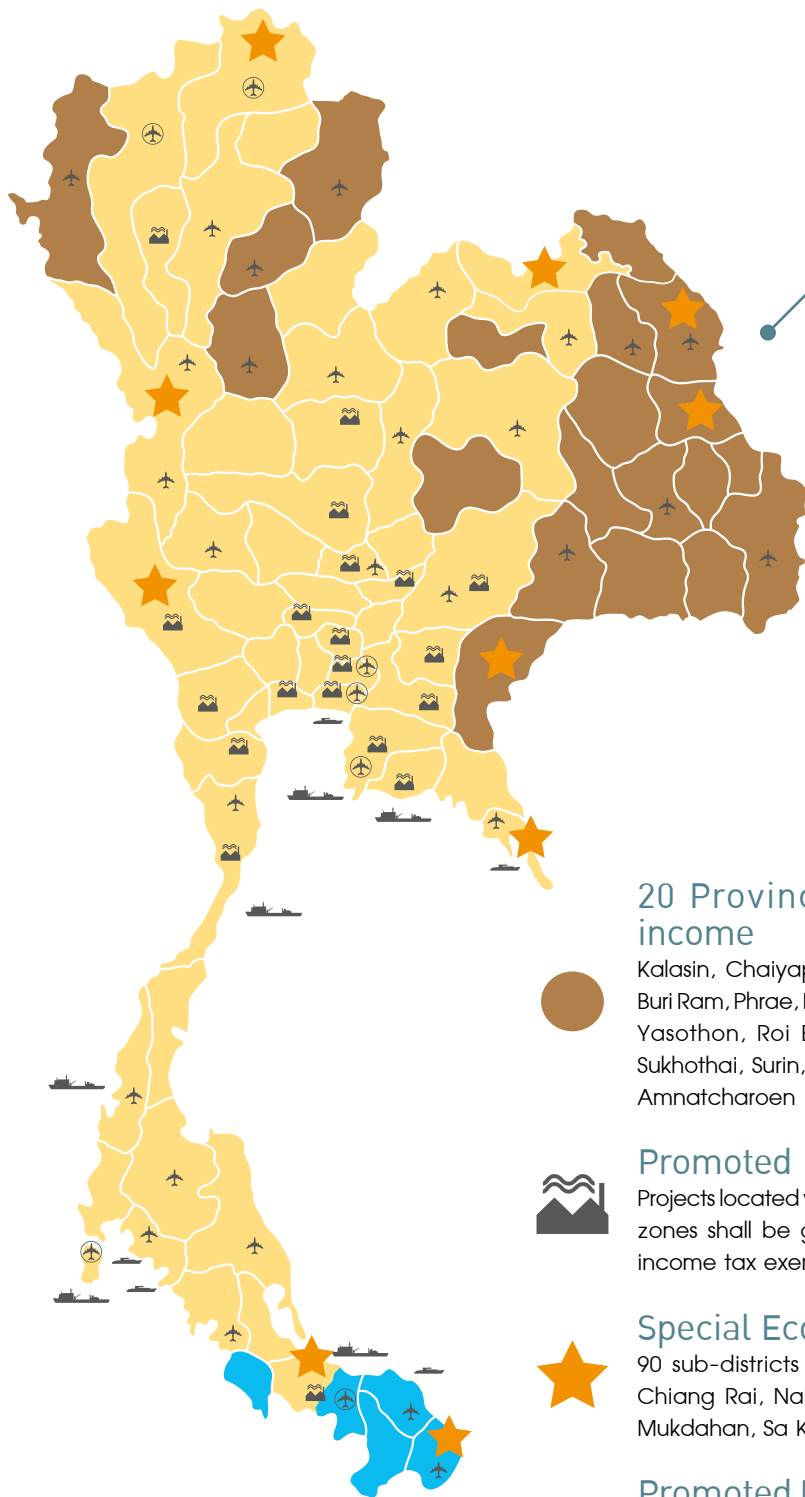 20 Provinc
income
Kalasin, Chaiyap
Buri Ram, Phrae,
Yasothon, Roi E
Sukhothai, Surin,
Amnatcharoen
Promoted
Projects located
zones shall be g
income tax exer
Special Eco
90 sub-districts
Chiang Rai, Na
Mukdahan, Sa K
Promoted